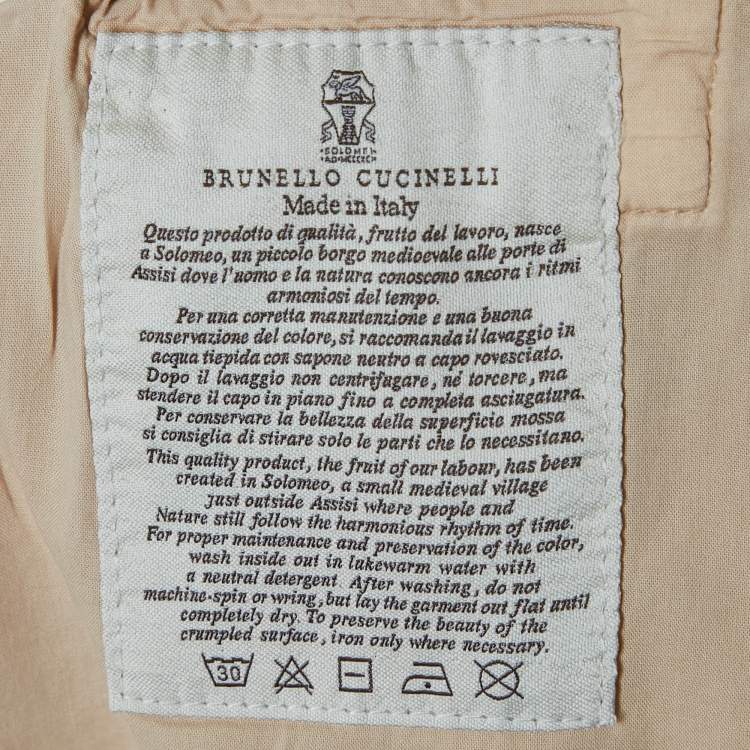 SOLOMEO
BRUNELLO CUCINELLI
Made in Italy
Questo prodotto di qualità, frutto del lavoro, nasce
a Solomeo, un piccolo borgo medioevale alle porte di
Assisi dove l'uomo e la natura conoscono ancora i ritmi
armoniosi del tempo.
Per una corretta manutenzione e una buona
conservazione del colore, si raccomanda il lavaggio in
acqua tiepida con sapone neutro a capo rovesciato.
Dopo il lavaggio non centrifugare, né torcere, ma
stendere il capo in piano fino a completa asciugatura.
Per conservare la bellezza della superficie mossa
si consiglia di stirare solo le parti che lo necessitano.
This quality product, the fruit of our labour, has been
created in Solomeo, a small medieval village
just outside Assisi where people and
Nature still follow the harmonious rhythm of time.
For proper maintenance and preservation of the color,
wash inside out in lukewarm water with
a neutral detergent. After washing, do not
machine-spin or wring, but lay the garment out flat until
completely dry. To preserve the beauty of the
crumpled surface, iron only where necessary.
30